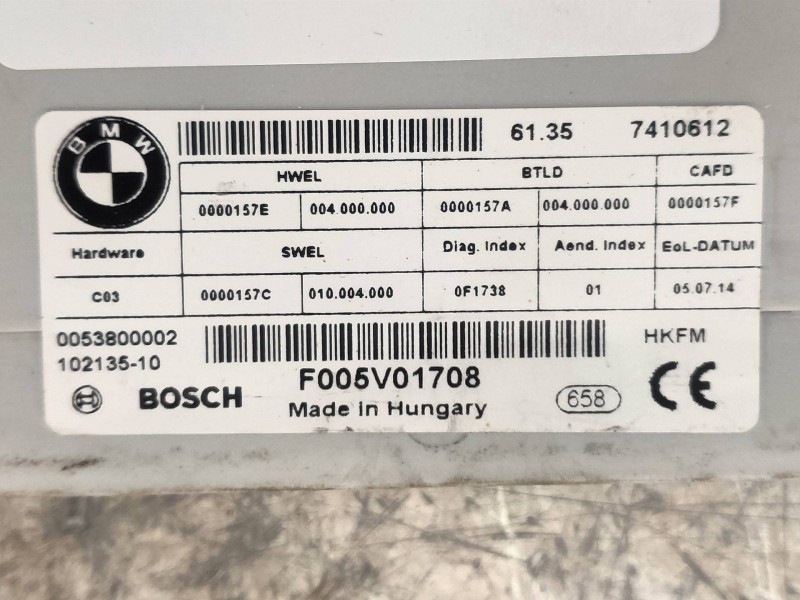 BMW 61.35 7410612
HWEL BTLD CAFD
0000157E 004.000.000 0000157A 004.000.000 0000157F
Hardware SWEL Diag. Index Aend. Index EoL-DATUM
C03 0000157C 010.004.000 0F1738 01 05.07.14
0053800002 HKFM
102135-10
BOSCH F005V01708 658 CE
Made in Hungary